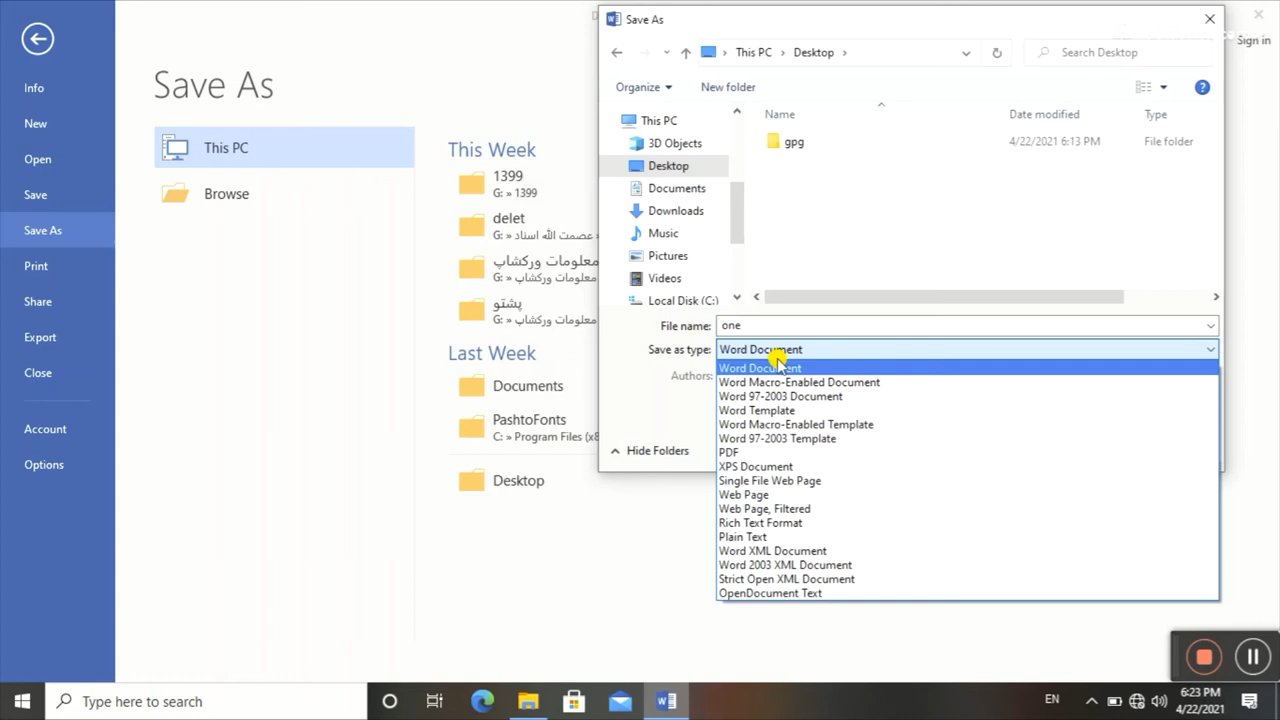 Info
New
Open
Save
Save As
Print
Share
Export
Close
Account
Options
Save As
This PC
Browse
This Week
1399
G: » 1399
delet
G: » عصمت الله اسناد »
معلومات ورکشاپ
G: » معلومات ورکشاپ
پشتو
G: » معلومات ورکشاپ
Last Week
Documents
PashtoFonts
C: » Program Files (x8
Desktop
Save As
This PC › Desktop ›
Search Desktop
Organize
New folder
This PC
3D Objects
Desktop
Documents
Downloads
Music
Pictures
Videos
Local Disk (C:)
Name Date modified Type
gpg 4/22/2021 6:13 PM File folder
File name: one
Save as type: Word Document
Authors:
Word Document
Word Macro-Enabled Document
Word 97-2003 Document
Word Template
Word Macro-Enabled Template
Word 97-2003 Template
PDF
XPS Document
Single File Web Page
Web Page
Web Page, Filtered
Rich Text Format
Plain Text
Word XML Document
Word 2003 XML Document
Strict Open XML Document
OpenDocument Text
Hide Folders
Sign in
Type here to search
EN
6:23 PM
4/22/2021